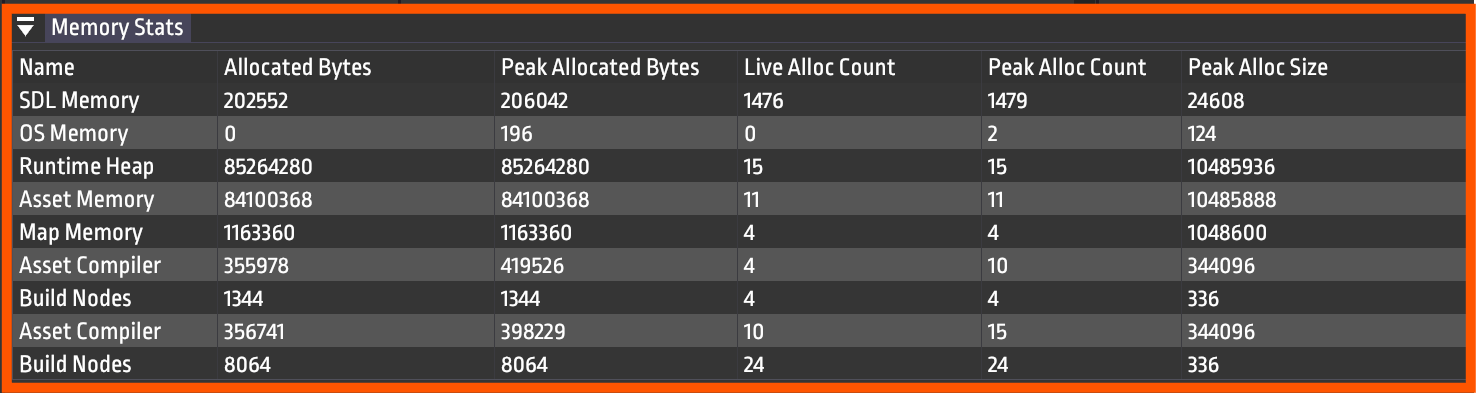 Memory Stats
Name Allocated Bytes Peak Allocated Bytes Live Alloc Count Peak Alloc Count Peak Alloc Size
SDL Memory 202552 206042 1476 1479 24608
OS Memory 0 196 0 2 124
Runtime Heap 85264280 85264280 15 15 10485936
Asset Memory 84100368 84100368 11 11 10485888
Map Memory 1163360 1163360 4 4 1048600
Asset Compiler 355978 419526 4 10 344096
Build Nodes 1344 1344 4 4 336
Asset Compiler 356741 398229 10 15 344096
Build Nodes 8064 8064 24 24 336